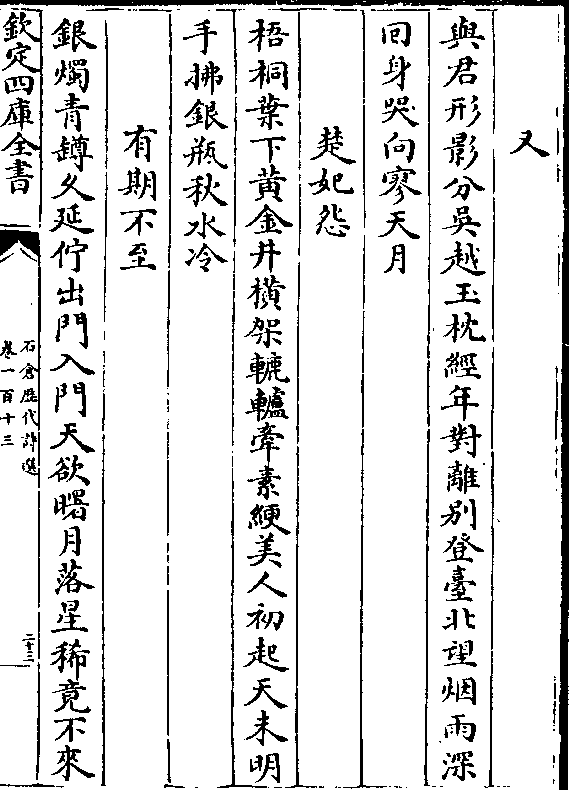 又
與君形影分吳越玉枕經年對離别登臺北望烟雨深
回身哭向寥天月
楚妃怨
梧桐葉下黃金井橫架轆轤牽素綆美人初起天未明
手拂銀瓶秋水冷
有期不至
銀燭青罇久延佇出門入門天欲曙月落星稀竟不來
欽定四庫全書
石倉歷代詩選
卷一百十三
二十三